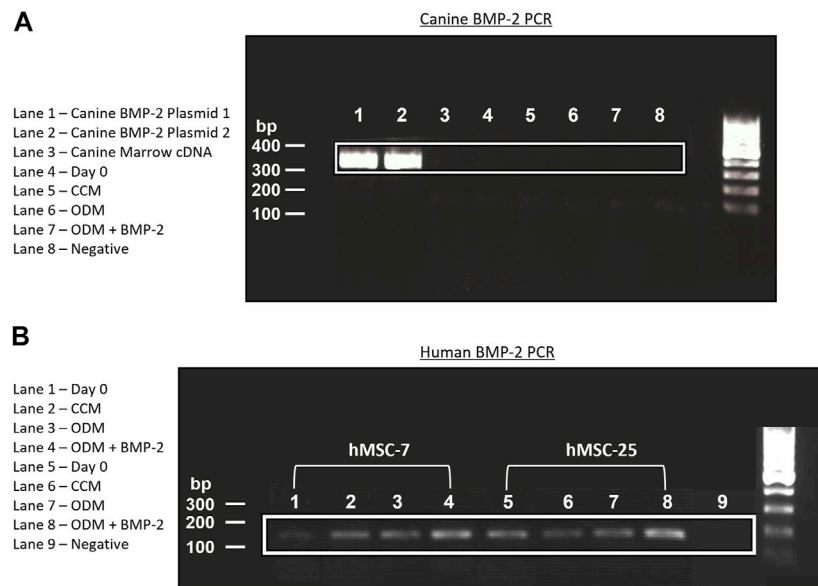 A
Canine BMP-2 PCR
Lane 1 – Canine BMP-2 Plasmid 1
Lane 2 – Canine BMP-2 Plasmid 2
Lane 3 – Canine Marrow cDNA
Lane 4 – Day 0
Lane 5 – CCM
Lane 6 – ODM
Lane 7 – ODM + BMP-2
Lane 8 – Negative
1 2 3 4 5 6 7 8
bp
400
300
200
100
B
Human BMP-2 PCR
Lane 1 – Day 0
Lane 2 – CCM
Lane 3 – ODM
Lane 4 – ODM + BMP-2
Lane 5 – Day 0
Lane 6 – CCM
Lane 7 – ODM
Lane 8 – ODM + BMP-2
Lane 9 – Negative
hMSC-7 hMSC-25
1 2 3 4 5 6 7 8 9
bp
300
200
100